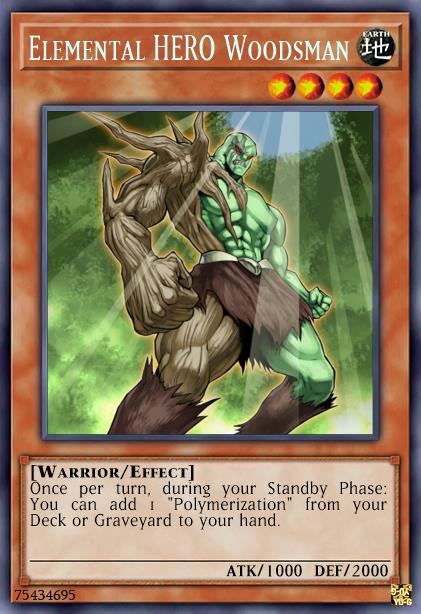 Elemental HERO Woodsman
EARTH
地
[Warrior/Effect]
Once per turn, during your Standby Phase:
You can add 1 "Polymerization" from your
Deck or Graveyard to your hand.
ATK/1000 DEF/2000
75434695